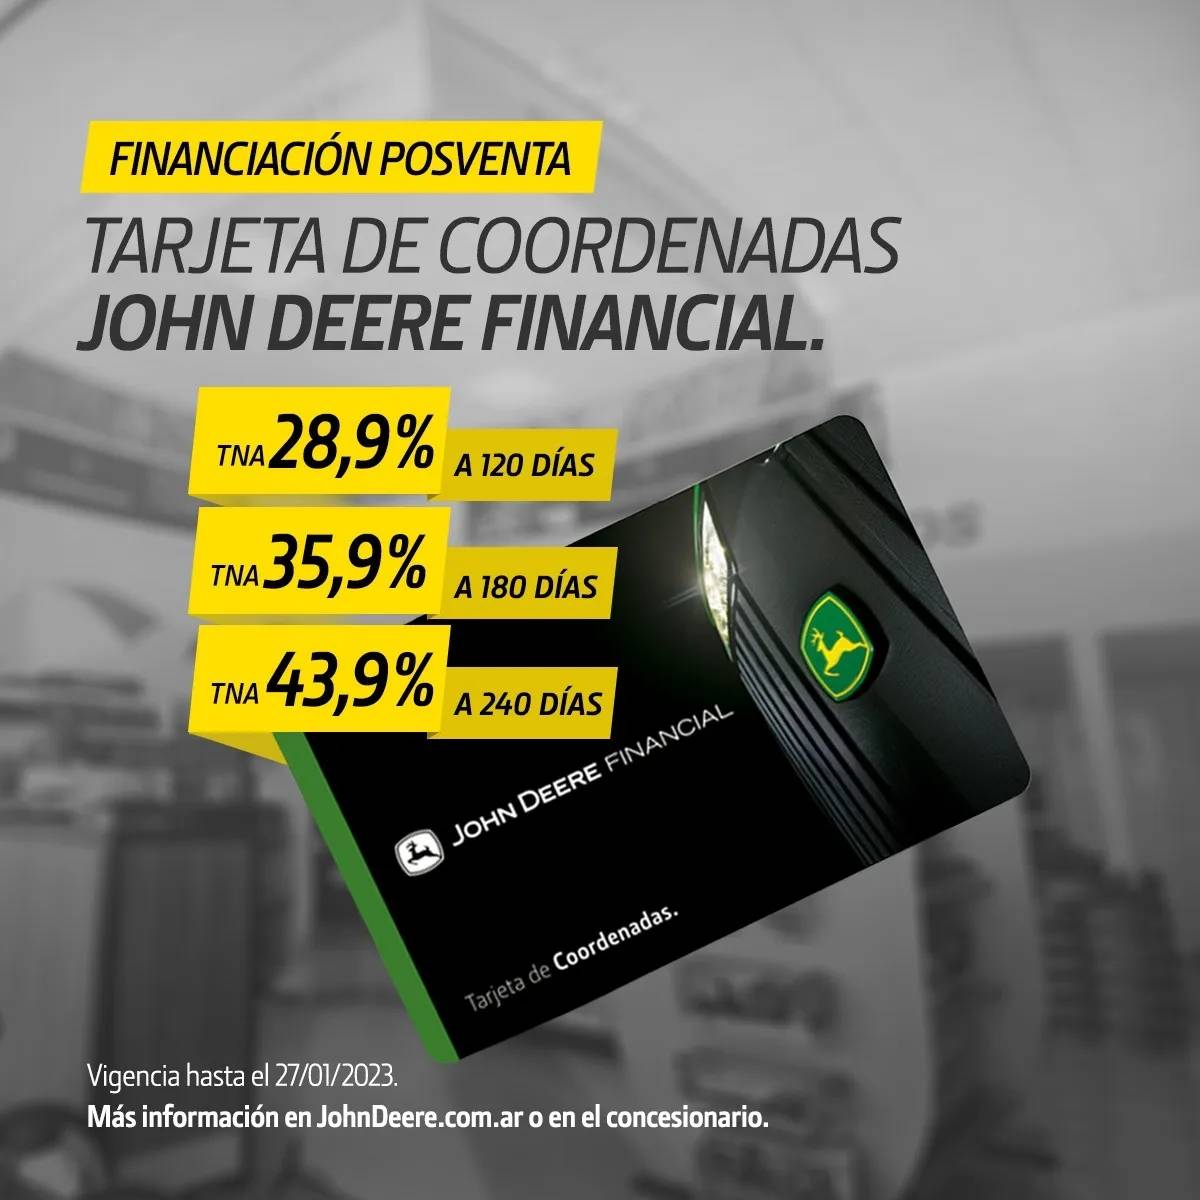 FINANCIACIÓN POSVENTA
TARJETA DE COORDENADAS
JOHN DEERE FINANCIAL.
TNA 28,9% A 120 DÍAS
TNA 35,9% A 180 DÍAS
TNA 43,9% A 240 DÍAS
JOHN DEERE FINANCIAL
Tarjeta de Coordenadas.
Vigencia hasta el 27/01/2023.
Más información en JohnDeere.com.ar o en el concesionario.